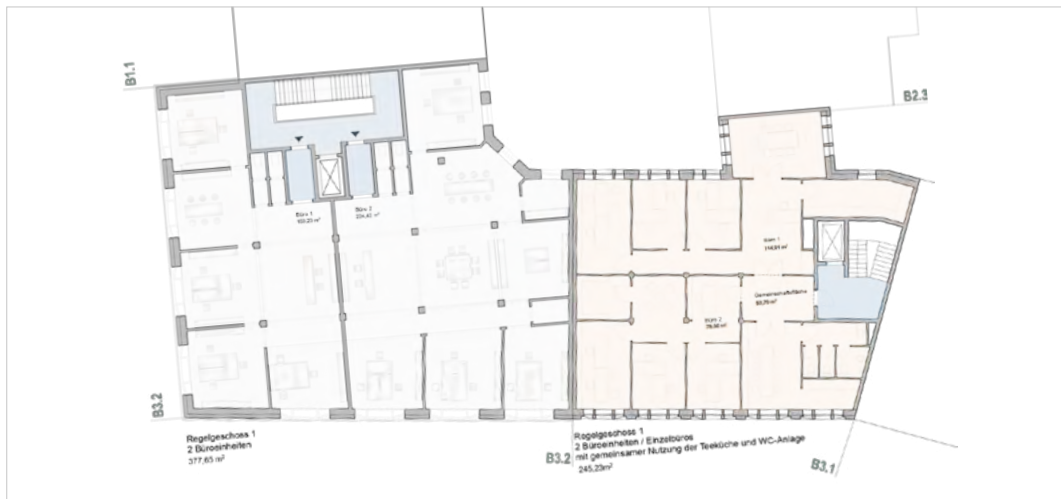 B1.1
B2.3
Büro 1
Büro 2
Büro 1
Gemeinschaftsfläche
Büro 2
B3.2
Regelgeschoss 1
2 Büroeinheiten
377,65 m²
B3.2
Regelgeschoss 1
2 Büroeinheiten / Einzelbüros
mit gemeinsamer Nutzung der Teeküche und WC-Anlage
245,23m²
B3.1